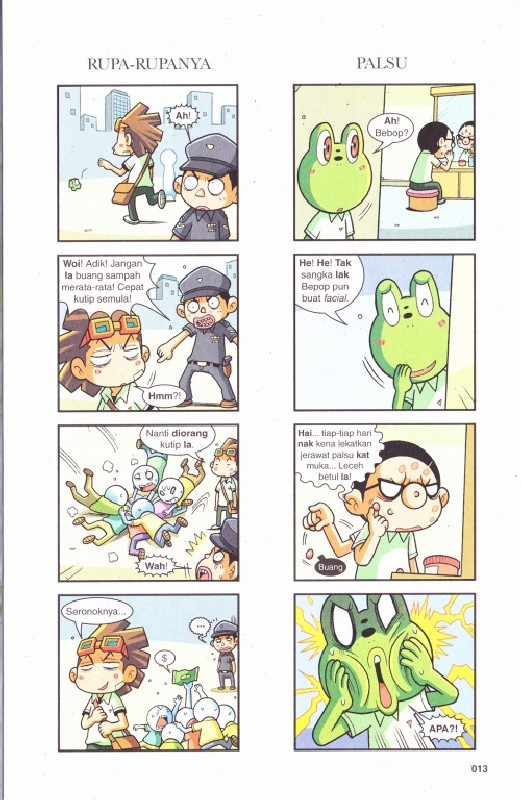 RUPA-RUPANYA
Ah!
Woi! Adik! Jangan
la buang sampah
merata-rata! Cepat
kutip semula!
Hmm?!
Nanti diorang
kutip la.
Wah!
Seronoknya...
....
$
PALSU
Ah!
Bebop?
He! He! Tak
sangka lak
Bepop pun
buat facial.
Hai... tiap-tiap hari
nak kena lekatkan
jerawat palsu kat
muka... Leceh
betul la!
Buang
APA?!
013